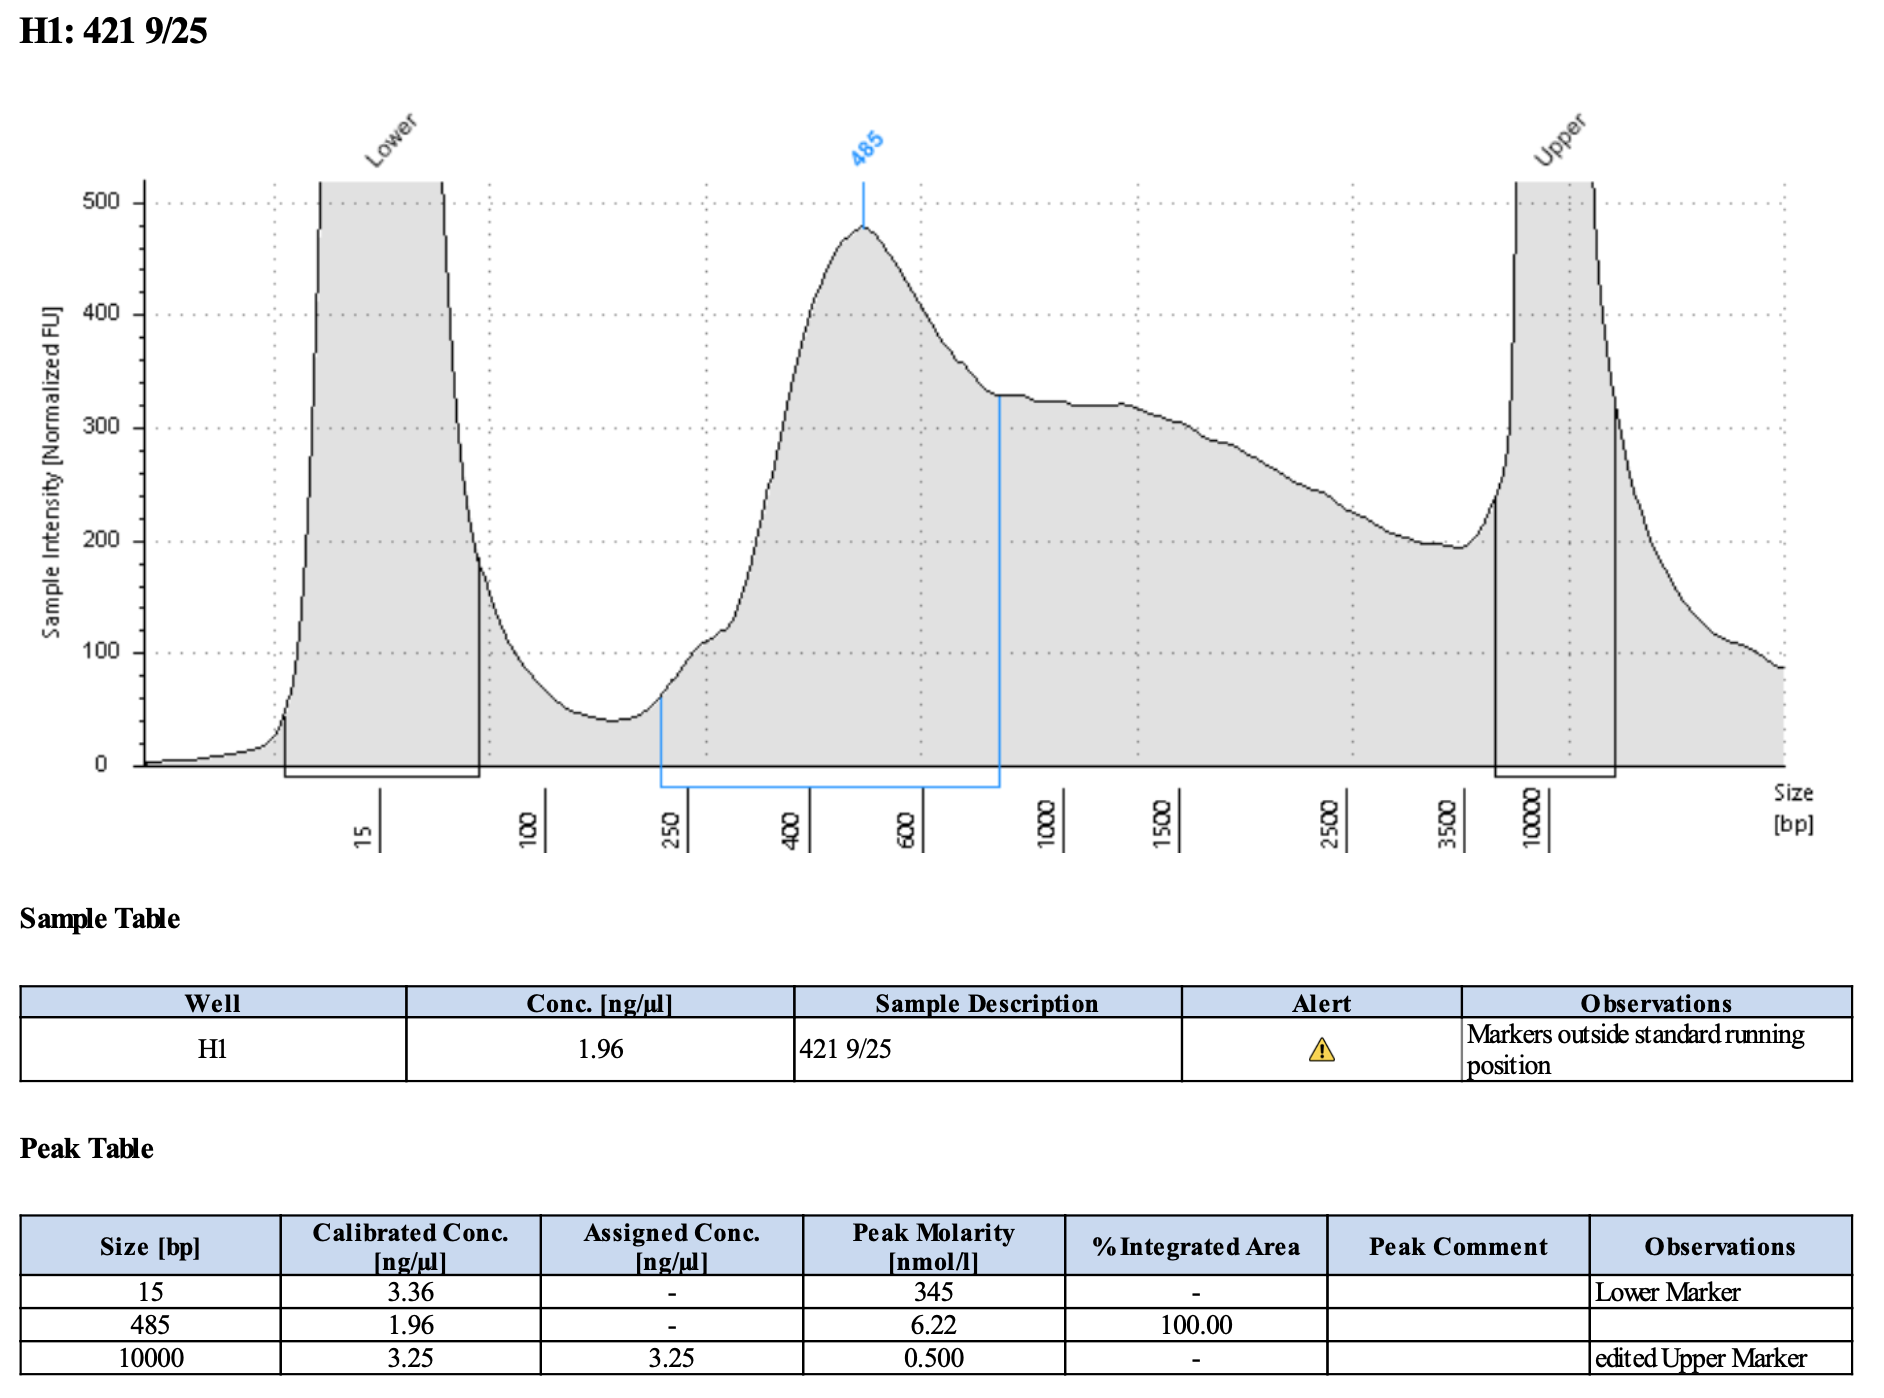 H1: 421 9/25
Lower
485
Upper
Sample Intensity [Normalized FU]
500
400
300
200
100
0
15
100
250
400
600
1000
1500
2500
3500
10000
Size
[bp]
Sample Table
Well Conc. [ng/µl] Sample Description Alert Observations
H1 1.96 421 9/25 Markers outside standard running
position
Peak Table
Size [bp] Calibrated Conc. [ng/µl] Assigned Conc. [ng/µl] Peak Molarity [nmol/l] % Integrated Area Peak Comment Observations
15 3.36 - 345 - Lower Marker
485 1.96 - 6.22 100.00
10000 3.25 3.25 0.500 - edited Upper Marker